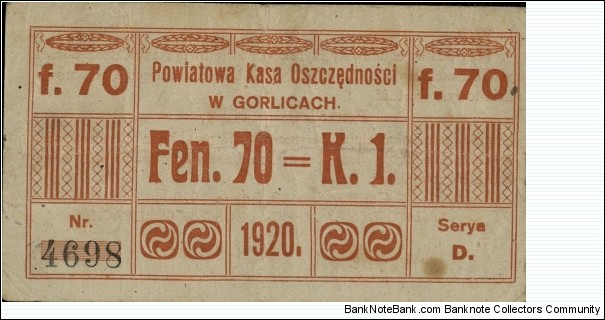 f. 70
Powiatowa Kasa Oszczędności
W GORLICACH.
f. 70
Fen. 70 = K. 1.
Nr.
4698
1920.
Serya
D.
BankNoteBank.com Banknote Collectors Community